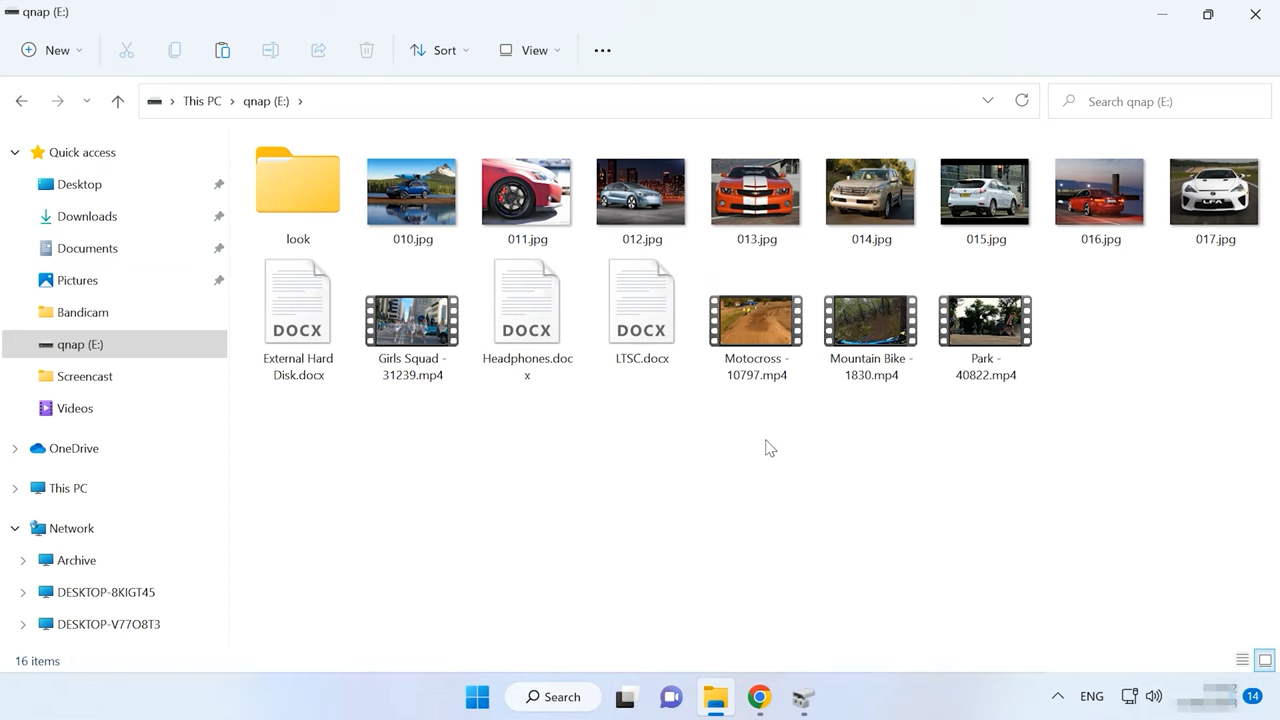 qnap (E:)
New
Sort
View
This PC
qnap (E:)
Search qnap (E:)
Quick access
Desktop
Downloads
Documents
Pictures
Bandicam
qnap (E:)
Screencast
Videos
OneDrive
This PC
Network
Archive
DESKTOP-8KIGT45
DESKTOP-V77O8T3
look
010.jpg
011.jpg
012.jpg
013.jpg
014.jpg
015.jpg
016.jpg
017.jpg
DOCX
External Hard
Disk.docx
Girls Squad -
31239.mp4
DOCX
Headphones.doc
x
DOCX
LTSC.docx
Motocross -
10797.mp4
Mountain Bike -
1830.mp4
Park -
40822.mp4
16 items
Search
ENG
14